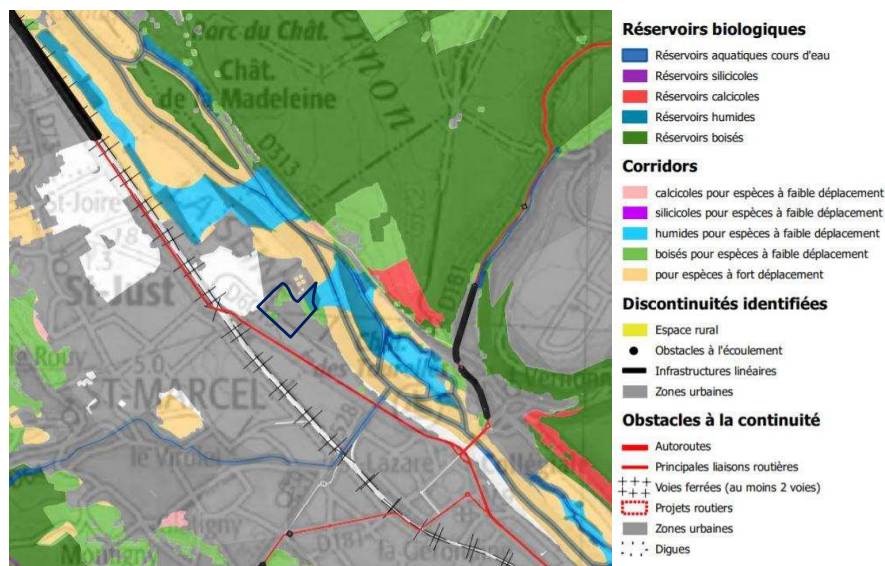 Parc du Chât.
Chât.
de la Madeleine
D313
St-Just
ST-MARCEL
le Virolet
5.0
D181
D181
Montigny
Réservoirs biologiques
Réservoirs aquatiques cours d'eau
Réservoirs silicicoles
Réservoirs calcicoles
Réservoirs humides
Réservoirs boisés
Corridors
calcicoles pour espèces à faible déplacement
silicicoles pour espèces à faible déplacement
humides pour espèces à faible déplacement
boisés pour espèces à faible déplacement
pour espèces à fort déplacement
Discontinuités identifiées
Espace rural
Obstacles à l'écoulement
Infrastructures linéaires
Zones urbaines
Obstacles à la continuité
Autoroutes
Principales liaisons routières
Voies ferrées (au moins 2 voies)
Projets routiers
Zones urbaines
Digues